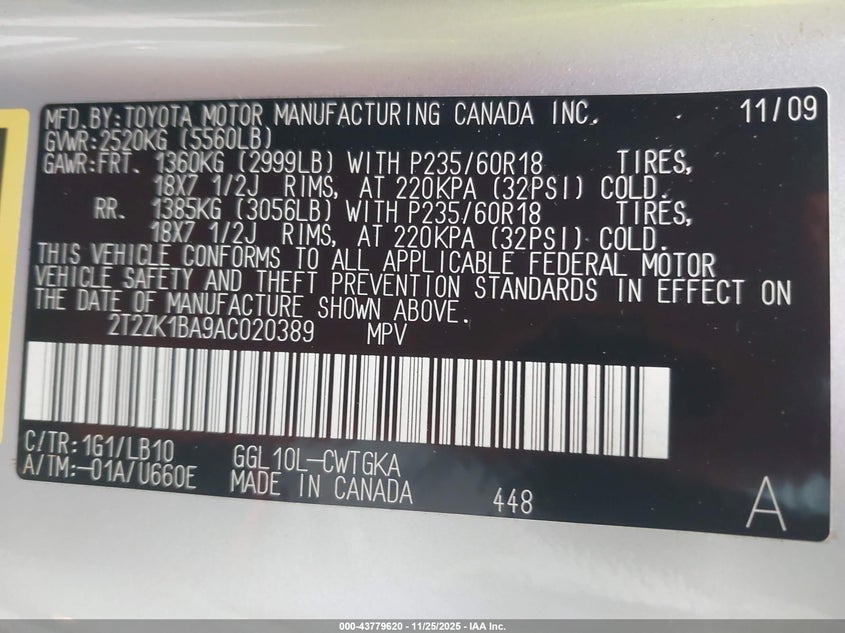 MFD.BY:TOYOTA MOTOR MANUFACTURING CANADA INC. 11/09
GVWR:2520KG (5560LB)
GAWR:FRT. 1360KG (2999LB) WITH P235/60R18 TIRES,
18X7 1/2J RIMS, AT 220KPA (32PSI) COLD.
RR. 1385KG (3056LB) WITH P235/60R18 TIRES,
18X7 1/2J RIMS, AT 220KPA (32PSI) COLD.
THIS VEHICLE CONFORMS TO ALL APPLICABLE FEDERAL MOTOR
VEHICLE SAFETY AND THEFT PREVENTION STANDARDS IN EFFECT ON
THE DATE OF MANUFACTURE SHOWN ABOVE.
2T2ZK1BA9AC020389 MPV
C/TR:1G1/LB10 GGL10L-CWTGKA
A/TM:-01A/U660E MADE IN CANADA 448 A
000-43779620 - 11/25/2025 - IAA Inc.